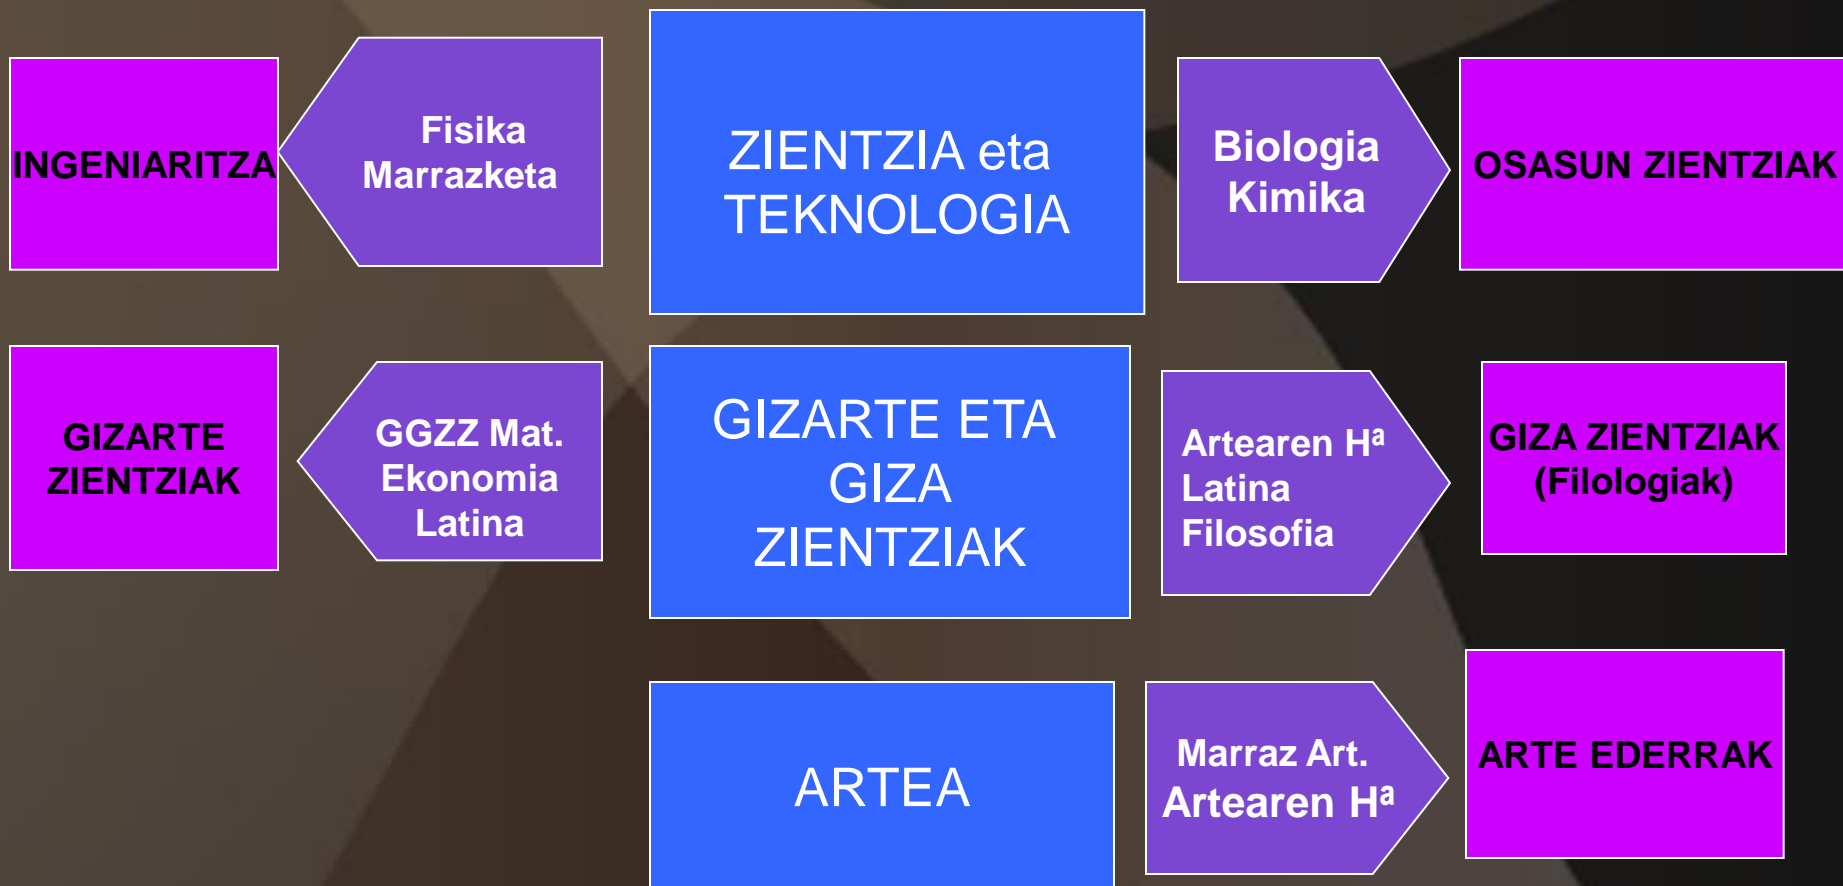 INGENIARITZA
Fisika
Marrazketa
ZIENTZIA eta
TEKNOLOGIA
Biologia
Kimika
OSASUN ZIENTZIAK
GIZARTE
ZIENTZIAK
GGZZ Mat.
Ekonomia
Latina
GIZARTE ETA
GIZA
ZIENTZIAK
Artearen Hª
Latina
Filosofia
GIZA ZIENTZIAK
(Filologiak)
ARTEA
Marraz Art.
Artearen Hª
ARTE EDERRAK